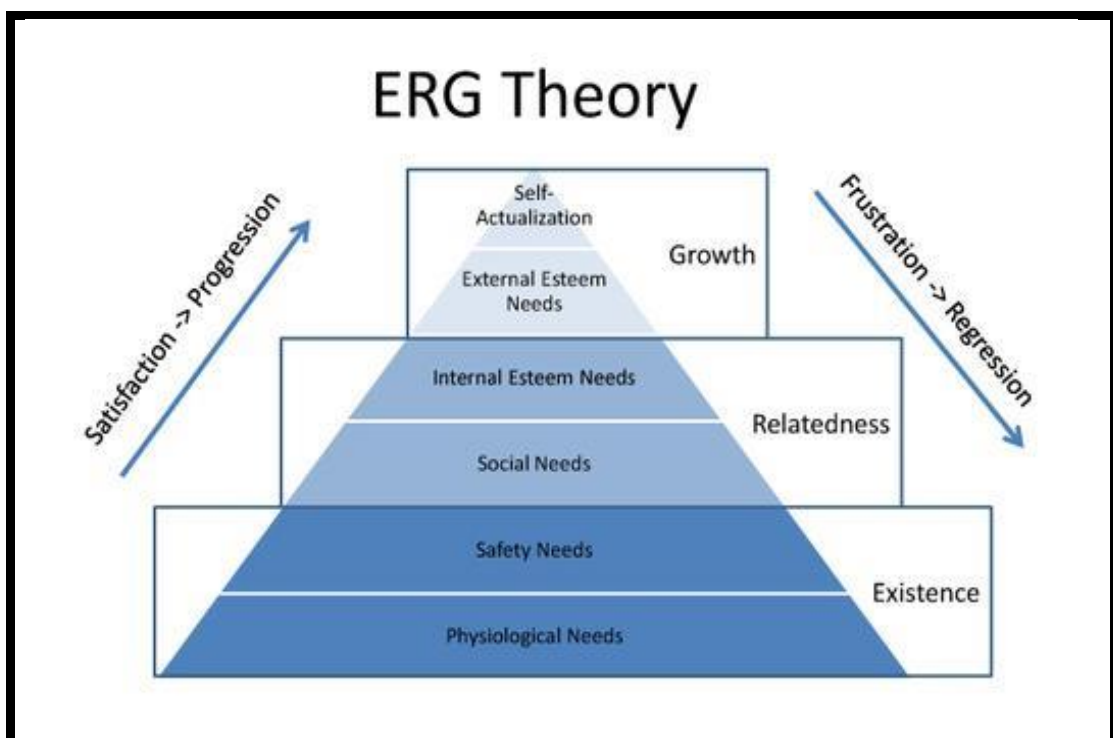 ERG Theory
Satisfaction -> Progression
Frustration -> Regression
Self-
Actualization
Growth
External Esteem
Needs
Internal Esteem Needs
Relatedness
Social Needs
Safety Needs
Existence
Physiological Needs